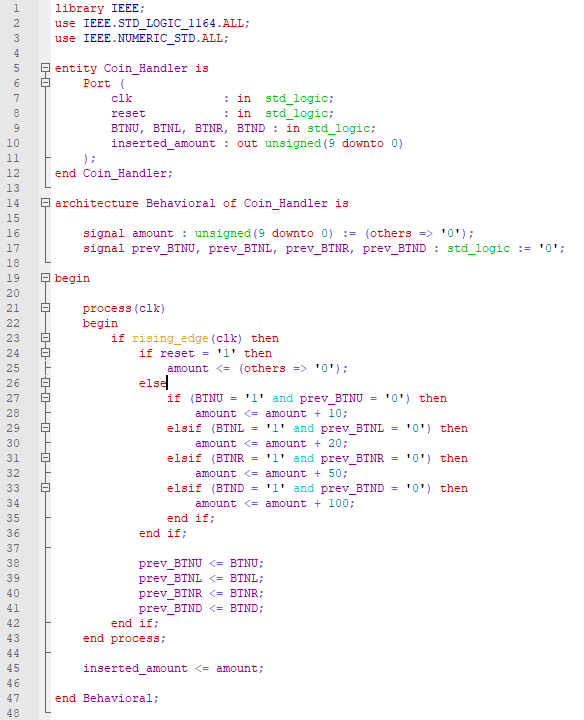 1 library IEEE;
2 use IEEE.STD_LOGIC_1164.ALL;
3 use IEEE.NUMERIC_STD.ALL;
4
5 entity Coin_Handler is
6     Port (
7         clk             : in  std_logic;
8         reset           : in  std_logic;
9         BTNU, BTNL, BTNR, BTND : in std_logic;
10         inserted_amount : out unsigned(9 downto 0)
11     );
12 end Coin_Handler;
13
14 architecture Behavioral of Coin_Handler is
15
16     signal amount : unsigned(9 downto 0) := (others => '0');
17     signal prev_BTNU, prev_BTNL, prev_BTNR, prev_BTND : std_logic := '0';
18
19 begin
20
21     process(clk)
22     begin
23         if rising_edge(clk) then
24             if reset = '1' then
25                 amount <= (others => '0');
26             else
27                 if (BTNU = '1' and prev_BTNU = '0') then
28                     amount <= amount + 10;
29                 elsif (BTNL = '1' and prev_BTNL = '0') then
30                     amount <= amount + 20;
31                 elsif (BTNR = '1' and prev_BTNR = '0') then
32                     amount <= amount + 50;
33                 elsif (BTND = '1' and prev_BTND = '0') then
34                     amount <= amount + 100;
35                 end if;
36             end if;
37
38             prev_BTNU <= BTNU;
39             prev_BTNL <= BTNL;
40             prev_BTNR <= BTNR;
41             prev_BTND <= BTND;
42         end if;
43     end process;
44
45     inserted_amount <= amount;
46
47 end Behavioral;
48